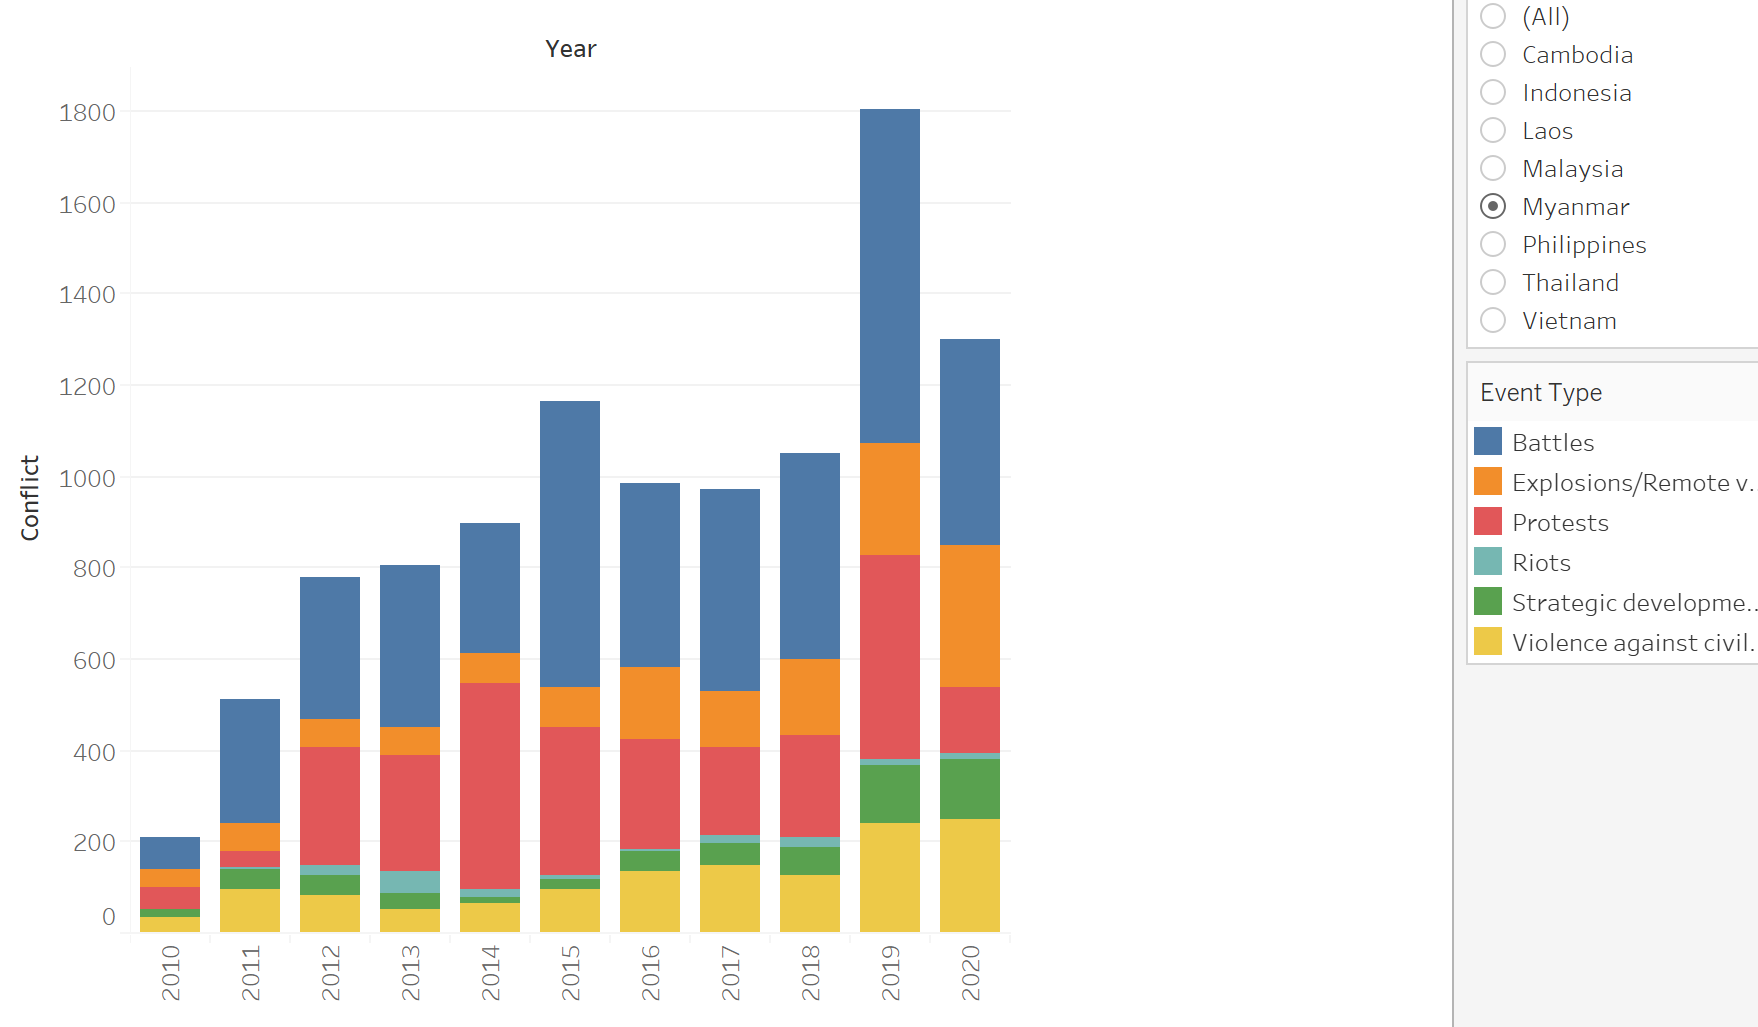 Year
1800
1600
1400
1200
1000
800
600
400
200
0
Conflict
2010
2011
2012
2013
2014
2015
2016
2017
2018
2019
2020
(All)
Cambodia
Indonesia
Laos
Malaysia
Myanmar
Philippines
Thailand
Vietnam
Event Type
Battles
Explosions/Remote v..
Protests
Riots
Strategic developme..
Violence against civil..